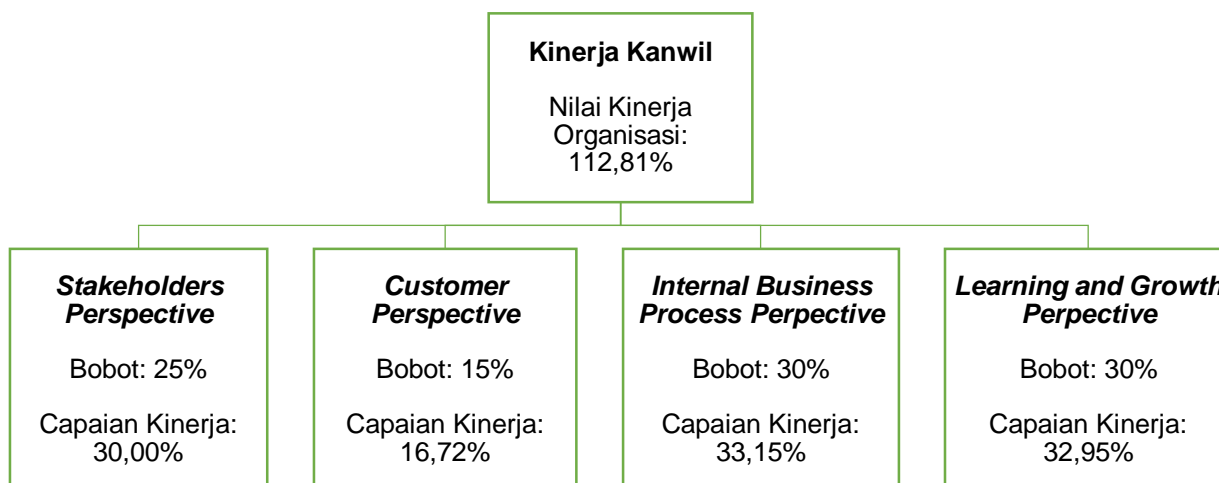 Kinerja Kanwil
Nilai Kinerja
Organisasi:
112,81%
Stakeholders
Perspective
Bobot: 25%
Capaian Kinerja:
30,00%
Customer
Perspective
Bobot: 15%
Capaian Kinerja:
16,72%
Internal Business
Process Perpective
Bobot: 30%
Capaian Kinerja:
33,15%
Learning and Growth
Perpective
Bobot: 30%
Capaian Kinerja:
32,95%